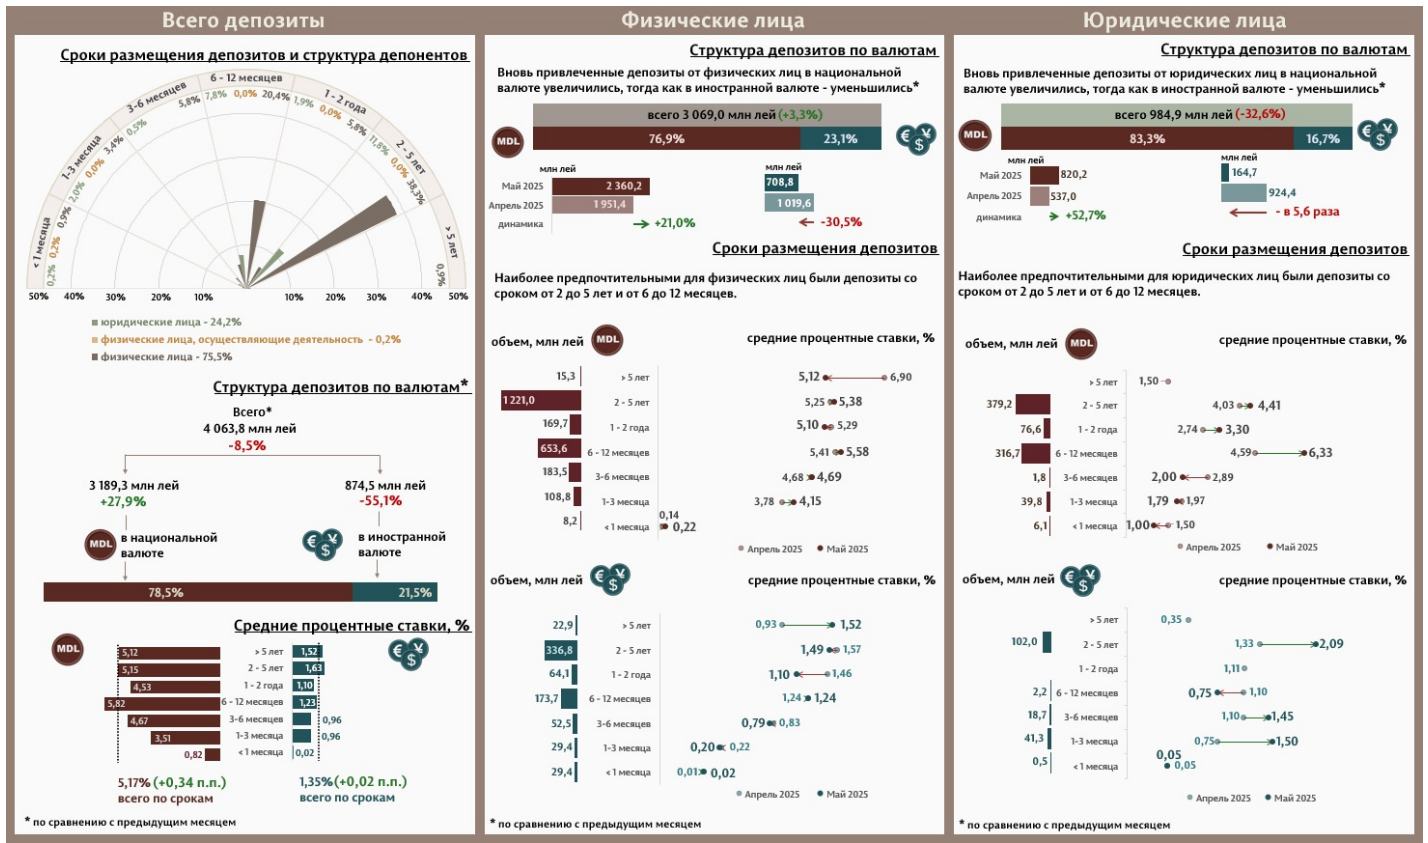 Всего депозиты
Сроки размещения депозитов и структура депонентов
< 1 месяца
1-3 месяца
3-6 месяцев
6 - 12 месяцев
1 - 2 года
2 - 5 лет
> 5 лет
0,2% 0,2% 0,9%
2,0% 0,0% 3,4%
0,5% 5,8%
7,8% 0,0% 20,4%
1,9% 0,0% 5,8%
11,8% 0,0% 38,3%
0,9%
50% 40% 30% 20% 10% 10% 20% 30% 40% 50%
юридические лица - 24,2%
физические лица, осуществляющие деятельность - 0,2%
физические лица - 75,5%
Структура депозитов по валютам*
Всего*
4 063,8 млн лей
-8,5%
3 189,3 млн лей
+27,9%
874,5 млн лей
-55,1%
MDL
в национальной
валюте
€ ¥ $
в иностранной
валюте
78,5% 21,5%
Средние процентные ставки, %
MDL
€ ¥ $
5,12 > 5 лет 1,52
5,15 2 - 5 лет 1,63
4,53 1 - 2 года 1,10
5,82 6 - 12 месяцев 1,23
4,67 3-6 месяцев 0,96
3,51 1-3 месяца 0,96
0,82 < 1 месяца 0,02
5,17% (+0,34 п.п.)
всего по срокам
1,35%(+0,02 п.п.)
всего по срокам
* по сравнению с предыдущим месяцем
Физические лица
Структура депозитов по валютам
Вновь привлеченные депозиты от физических лиц в национальной
валюте увеличились, тогда как в иностранной валюте - уменьшились*
всего 3 069,0 млн лей (+3,3%)
MDL 76,9% 23,1% € ¥ $
млн лей млн лей
Май 2025 2 360,2 708,8
Апрель 2025 1 951,4 1 019,6
динамика +21,0% -30,5%
Сроки размещения депозитов
Наиболее предпочтительными для физических лиц были депозиты со
сроком от 2 до 5 лет и от 6 до 12 месяцев.
объем, млн лей MDL средние процентные ставки, %
15,3 > 5 лет 5,12 6,90
1 221,0 2 - 5 лет 5,25 5,38
169,7 1 - 2 года 5,10 5,29
653,6 6 - 12 месяцев 5,41 5,58
183,5 3-6 месяцев 4,68 4,69
108,8 1-3 месяца 3,78 4,15
8,2 < 1 месяца 0,14 0,22
Апрель 2025 Май 2025
объем, млн лей € ¥ $ средние процентные ставки, %
22,9 > 5 лет 0,93 1,52
336,8 2 - 5 лет 1,49 1,57
64,1 1 - 2 года 1,10 1,46
173,7 6 - 12 месяцев 1,24 1,24
52,5 3-6 месяцев 0,79 0,83
29,4 1-3 месяца 0,20 0,22
29,4 < 1 месяца 0,01 0,02
Апрель 2025 Май 2025
* по сравнению с предыдущим месяцем
Юридические лица
Структура депозитов по валютам
Вновь привлеченные депозиты от юридических лиц в национальной
валюте увеличились, тогда как в иностранной валюте - уменьшились*
всего 984,9 млн лей (-32,6%)
MDL 83,3% 16,7% € ¥ $
млн лей млн лей
Май 2025 820,2 164,7
Апрель 2025 537,0 924,4
динамика +52,7% - в 5,6 раза
Сроки размещения депозитов
Наиболее предпочтительными для юридических лиц были депозиты со
сроком от 2 до 5 лет и от 6 до 12 месяцев.
объем, млн лей MDL средние процентные ставки, %
> 5 лет 1,50
379,2 2 - 5 лет 4,03 4,41
76,6 1 - 2 года 2,74 3,30
316,7 6 - 12 месяцев 4,59 6,33
1,8 3-6 месяцев 2,00 2,89
39,8 1-3 месяца 1,79 1,97
6,1 < 1 месяца 1,00 1,50
Апрель 2025 Май 2025
объем, млн лей € ¥ $ средние процентные ставки, %
> 5 лет 0,35
102,0 2 - 5 лет 1,33 2,09
1 - 2 года 1,11
2,2 6 - 12 месяцев 0,75 1,10
18,7 3-6 месяцев 1,10 1,45
41,3 1-3 месяца 0,75 1,50
0,5 < 1 месяца 0,05 0,05
Апрель 2025 Май 2025
* по сравнению с предыдущим месяцем